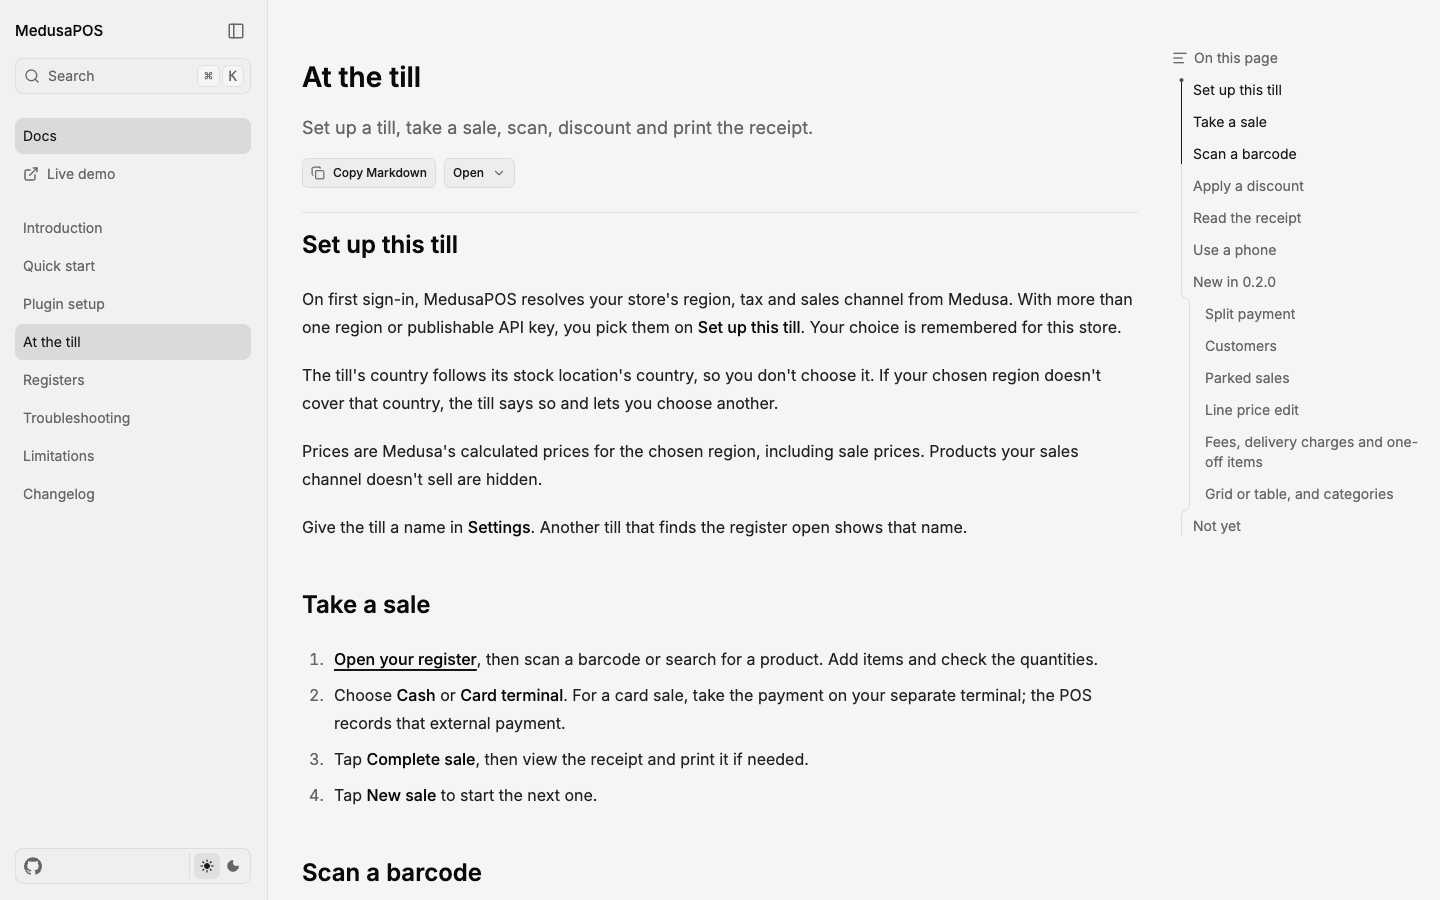 MedusaPOS
Search
⌘ K
Docs
Live demo
Introduction
Quick start
Plugin setup
At the till
Registers
Troubleshooting
Limitations
Changelog
At the till
Set up a till, take a sale, scan, discount and print the receipt.
Copy Markdown
Open
Set up this till
On first sign-in, MedusaPOS resolves your store's region, tax and sales channel from Medusa. With more than
one region or publishable API key, you pick them on Set up this till. Your choice is remembered for this store.
The till's country follows its stock location's country, so you don't choose it. If your chosen region doesn't
cover that country, the till says so and lets you choose another.
Prices are Medusa's calculated prices for the chosen region, including sale prices. Products your sales
channel doesn't sell are hidden.
Give the till a name in Settings. Another till that finds the register open shows that name.
Take a sale
1. Open your register, then scan a barcode or search for a product. Add items and check the quantities.
2. Choose Cash or Card terminal. For a card sale, take the payment on your separate terminal; the POS
records that external payment.
3. Tap Complete sale, then view the receipt and print it if needed.
4. Tap New sale to start the next one.
Scan a barcode
On this page
Set up this till
Take a sale
Scan a barcode
Apply a discount
Read the receipt
Use a phone
New in 0.2.0
Split payment
Customers
Parked sales
Line price edit
Fees, delivery charges and one-
off items
Grid or table, and categories
Not yet